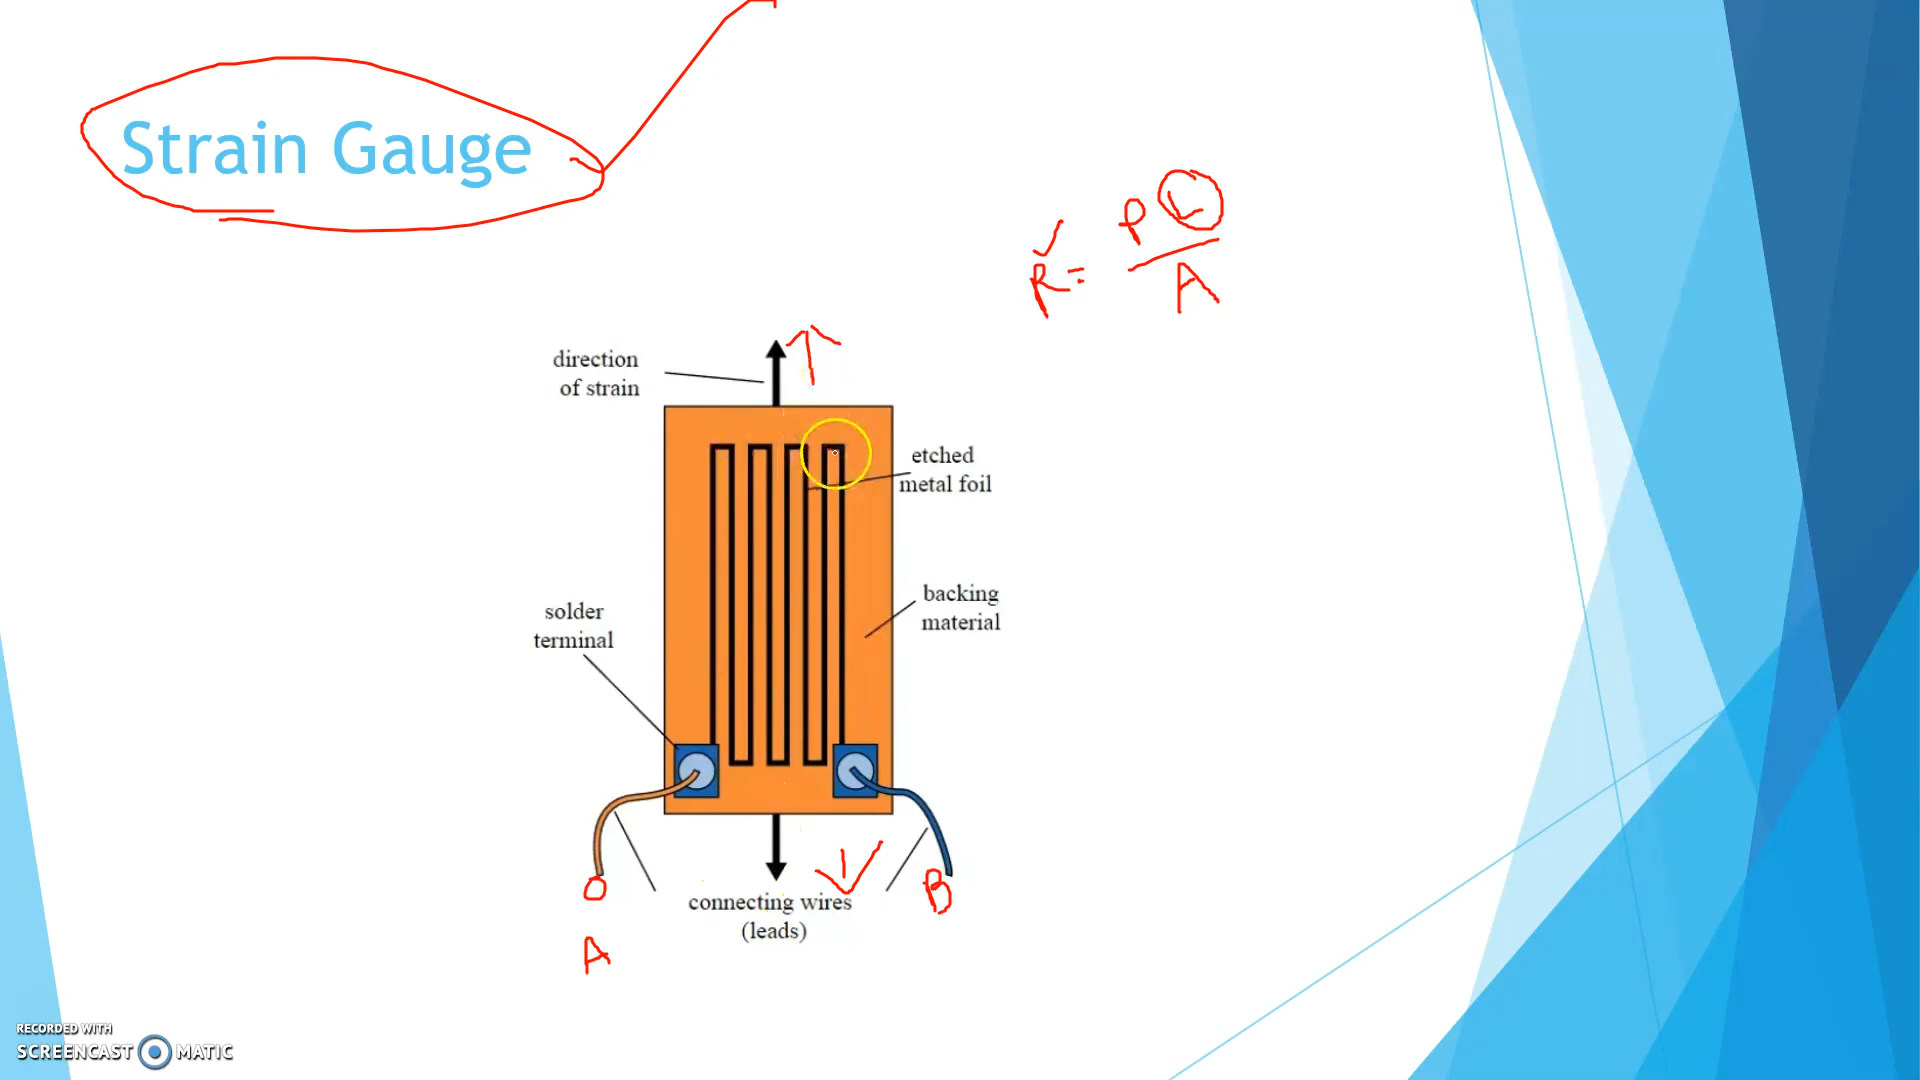 Strain Gauge
R = ρL
A
direction
of strain
etched
metal foil
backing
material
solder
terminal
connecting wires
(leads)
A
B
RECORDED WITH
SCREENCAST MATIC